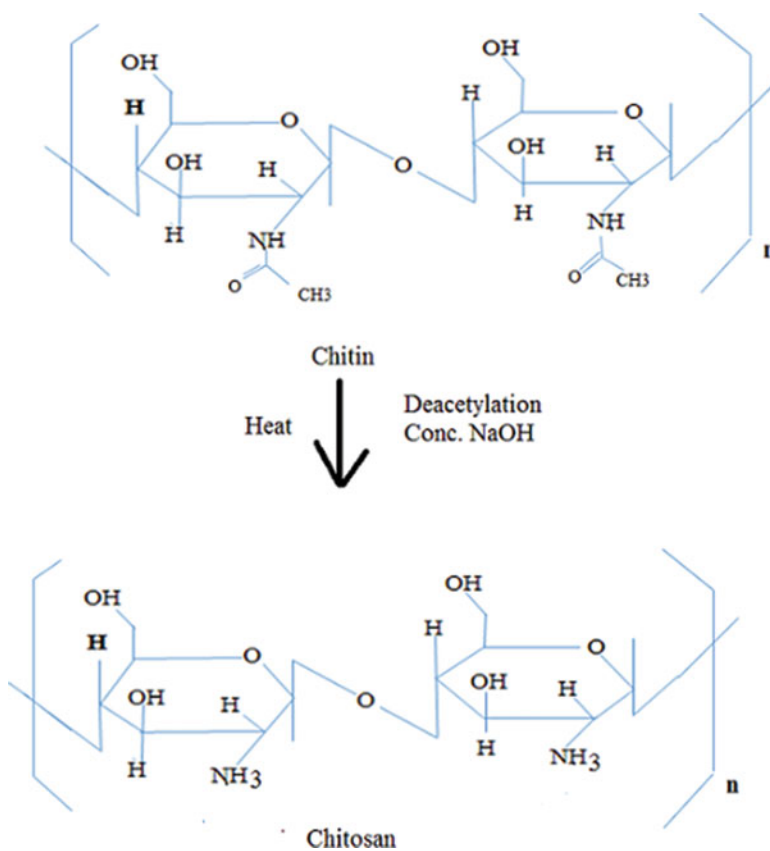 OH
OH
H
O
H
O
OH
H
O
OH
H
H
H
NH
NH
O
CH3
O
CH3
n
Chitin
Heat
Deacetylation
Conc. NaOH
OH
OH
H
O
H
O
OH
H
O
OH
H
H
H
NH3
NH3
n
Chitosan